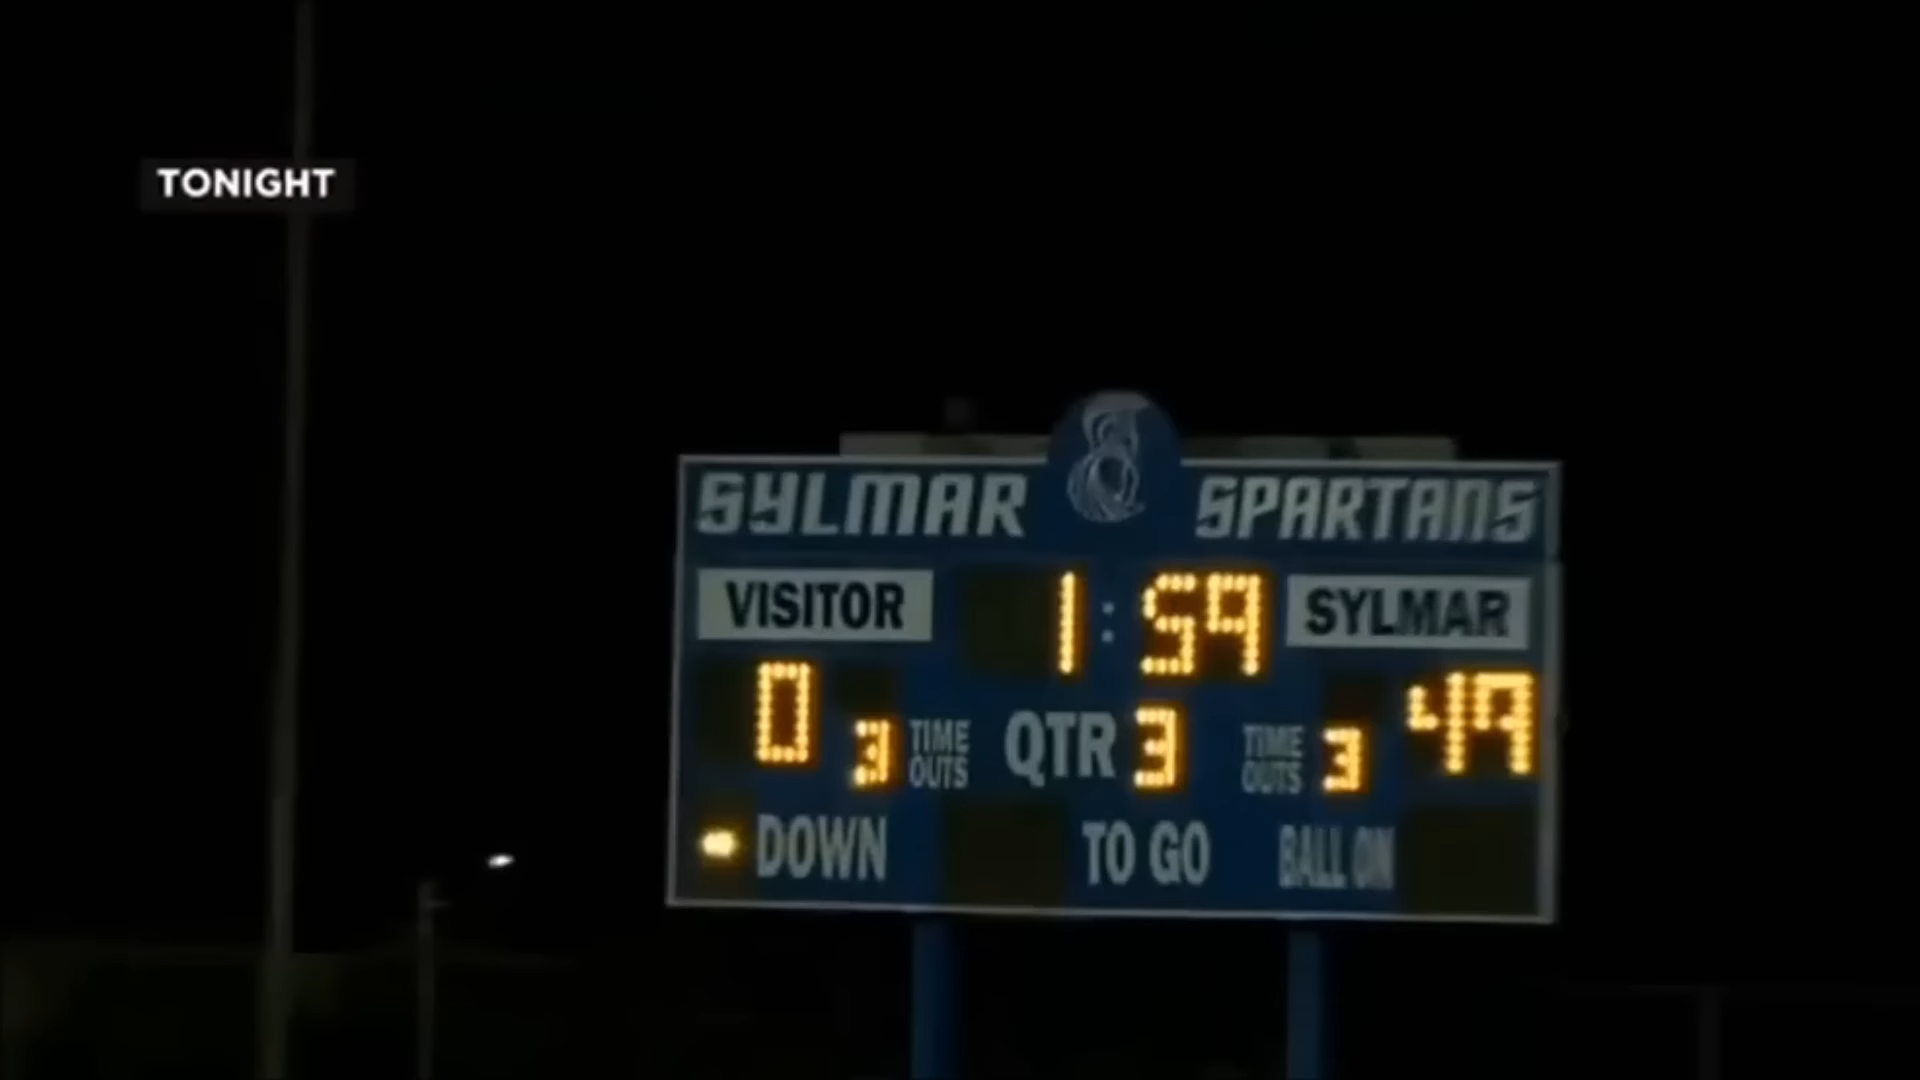 TONIGHT
SYLMAR SPARTANS
VISITOR 1:59 SYLMAR
0 3 TIME OUTS QTR 3 TIME OUTS 3 49
DOWN TO GO BALL ON